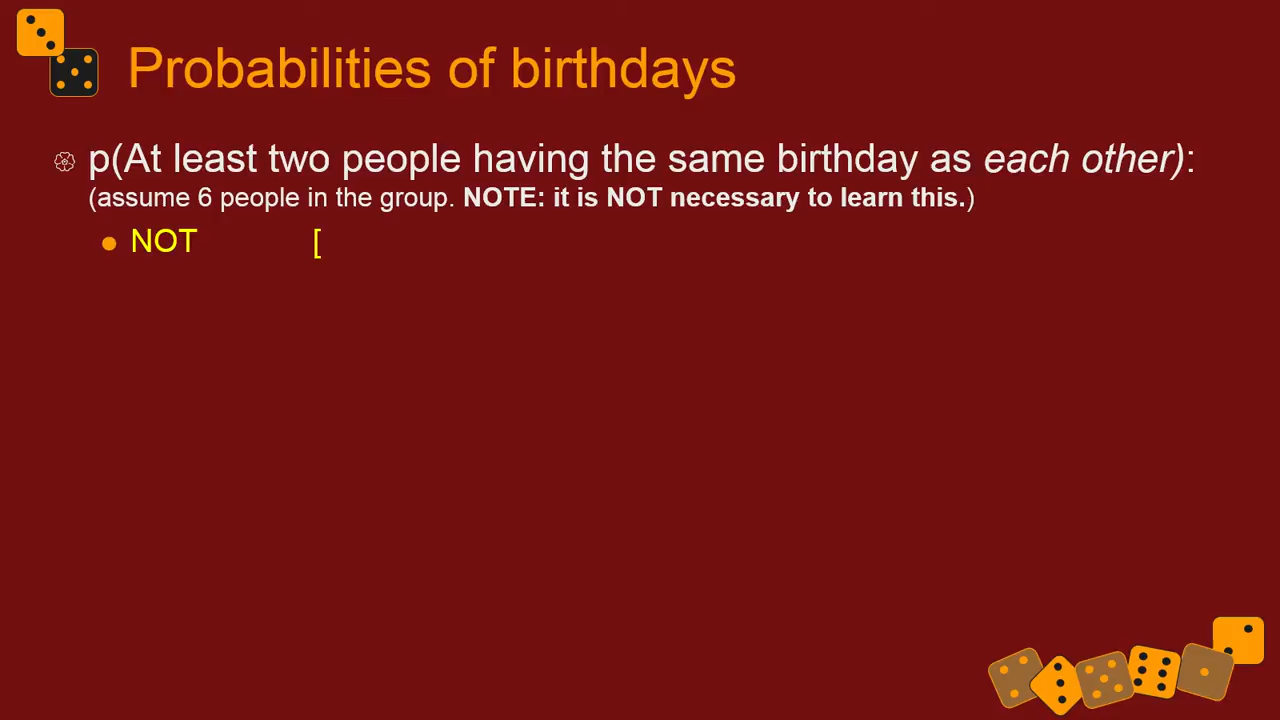 Probabilities of birthdays
p(At least two people having the same birthday as each other):
(assume 6 people in the group. NOTE: it is NOT necessary to learn this.)
NOT [